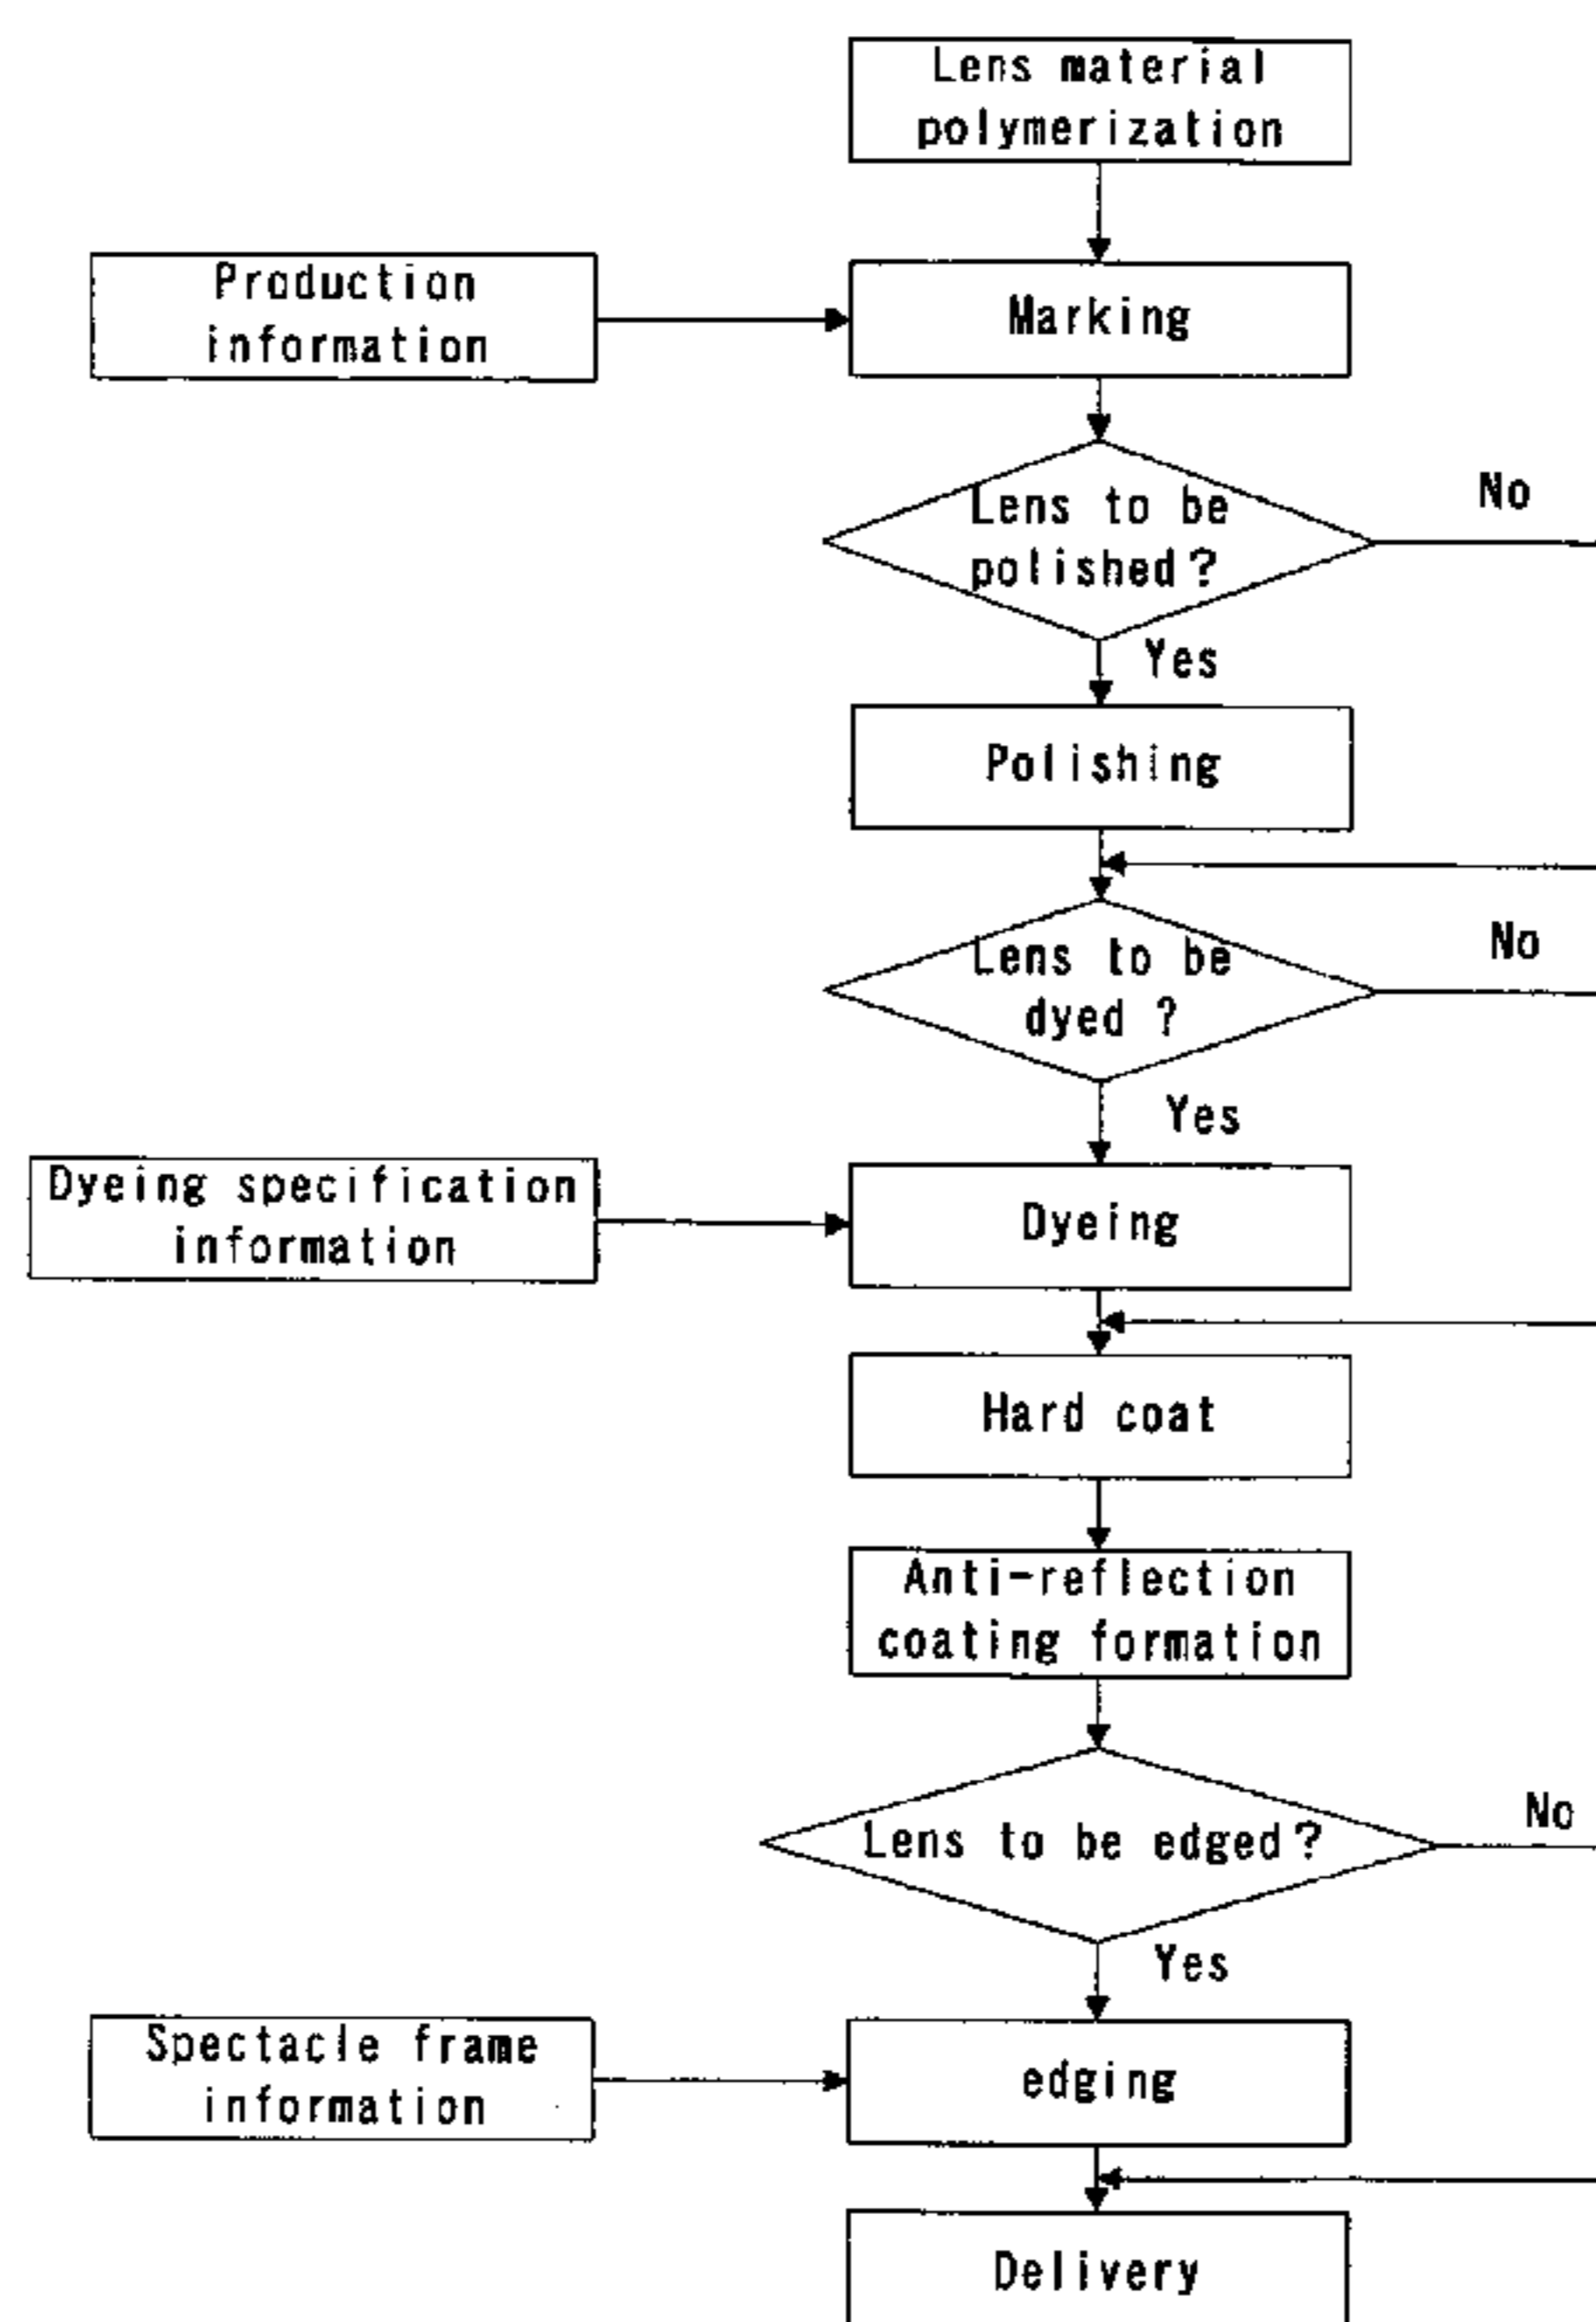 Lens material
polymerization
Production
information
Marking
Lens to be
polished?
No
Yes
Polishing
Lens to be
dyed ?
No
Yes
Dyeing specification
information
Dyeing
Hard coat
Anti-reflection
coating formation
Lens to be edged?
No
Yes
Spectacle frame
information
edging
Delivery